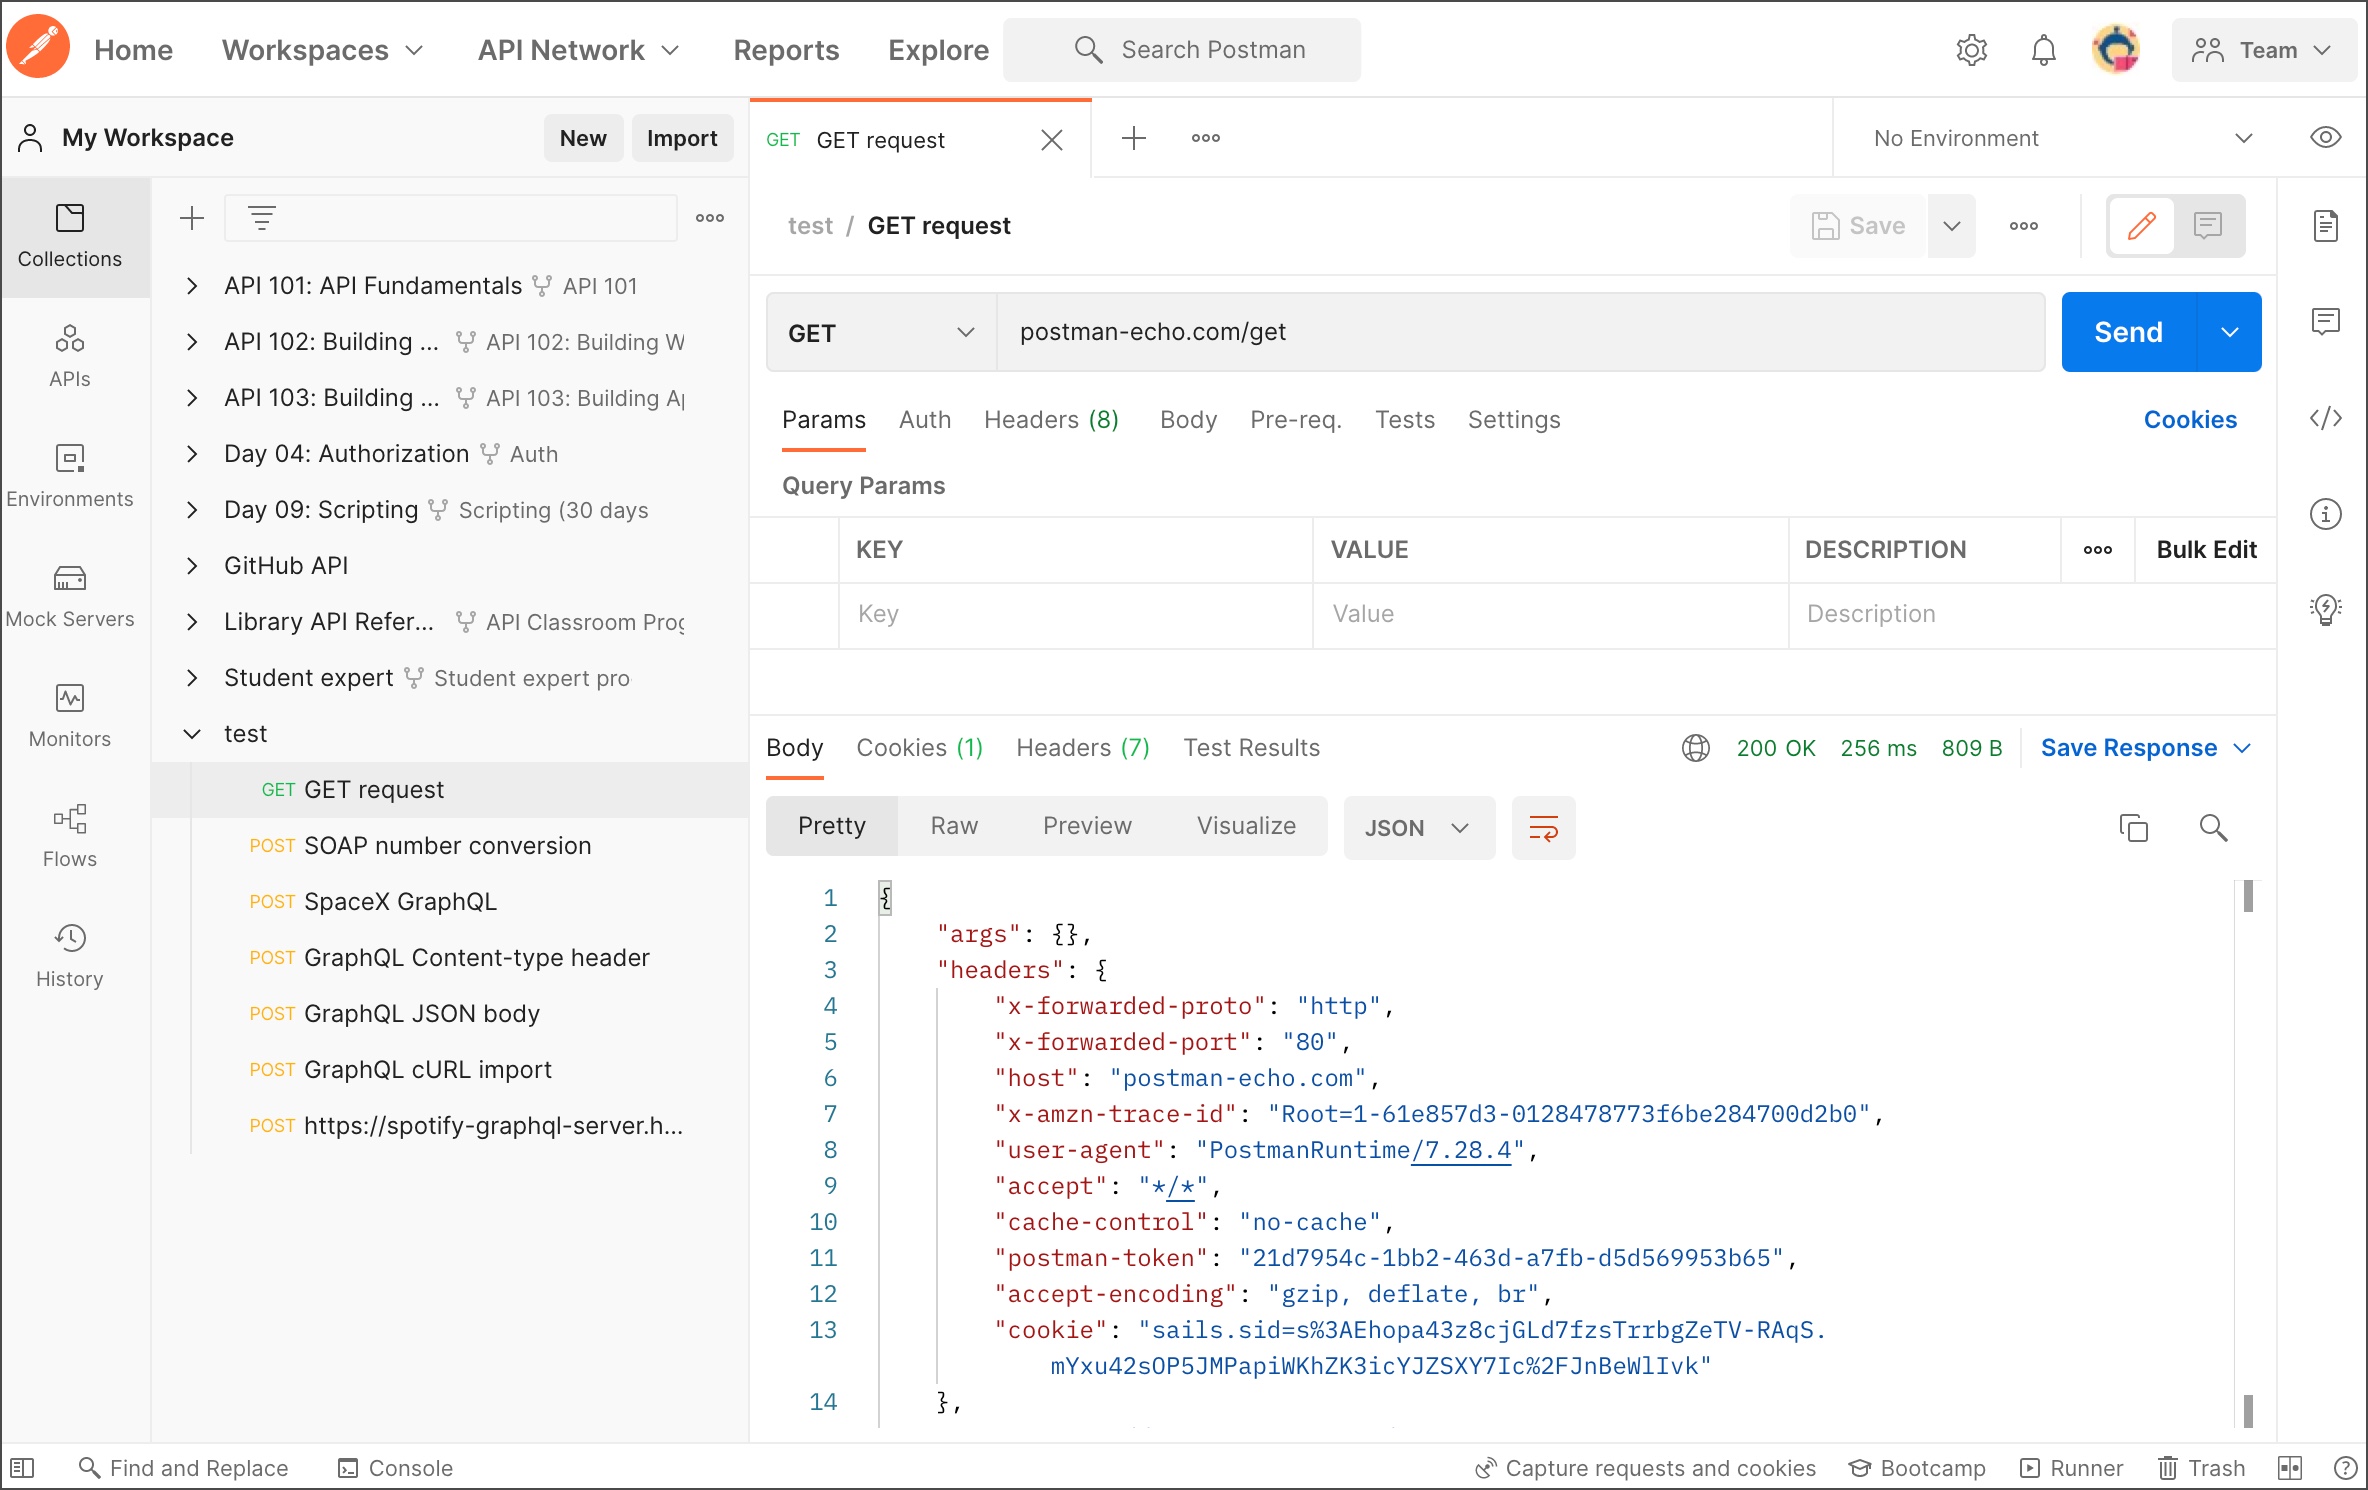 Home Workspaces API Network Reports Explore Search Postman Team
My Workspace New Import
GET GET request No Environment
Collections
APIs
Environments
Mock Servers
Monitors
Flows
History
API 101: API Fundamentals API 101
API 102: Building ... API 102: Building W
API 103: Building ... API 103: Building Ap
Day 04: Authorization Auth
Day 09: Scripting Scripting (30 days
GitHub API
Library API Refer... API Classroom Prog
Student expert Student expert pro
test
GET GET request
POST SOAP number conversion
POST SpaceX GraphQL
POST GraphQL Content-type header
POST GraphQL JSON body
POST GraphQL cURL import
POST https://spotify-graphql-server.h...
test / GET request Save
GET postman-echo.com/get Send
Params Auth Headers (8) Body Pre-req. Tests Settings Cookies
Query Params
KEY VALUE DESCRIPTION Bulk Edit
Key Value Description
Body Cookies (1) Headers (7) Test Results 200 OK 256 ms 809 B Save Response
Pretty Raw Preview Visualize JSON
1 {
2 "args": {},
3 "headers": {
4 "x-forwarded-proto": "http",
5 "x-forwarded-port": "80",
6 "host": "postman-echo.com",
7 "x-amzn-trace-id": "Root=1-61e857d3-0128478773f6be284700d2b0",
8 "user-agent": "PostmanRuntime/7.28.4",
9 "accept": "*/*",
10 "cache-control": "no-cache",
11 "postman-token": "21d7954c-1bb2-463d-a7fb-d5d569953b65",
12 "accept-encoding": "gzip, deflate, br",
13 "cookie": "sails.sid=s%3AEhopa43z8cjGLd7fzsTrrbgZeTV-RAqS.
mYxu42sOP5JMPapiWKhZK3icYJZSXY7Ic%2FJnBeWlIvk"
14 },
Find and Replace Console Capture requests and cookies Bootcamp Runner Trash